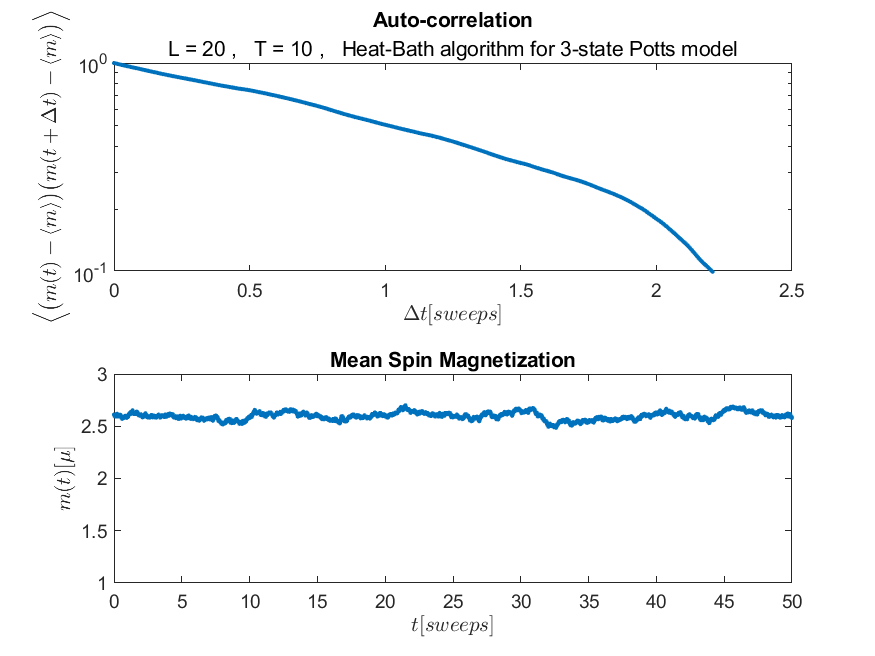 Auto-correlation
L = 20 , T = 10 , Heat-Bath algorithm for 3-state Potts model
⟨(m(t) − ⟨m⟩)(m(t + Δt) − ⟨m⟩)⟩
10^0
10^-1
0 0.5 1 1.5 2 2.5
Δt[sweeps]
Mean Spin Magnetization
m(t)[μ]
3
2.5
2
1.5
1
0 5 10 15 20 25 30 35 40 45 50
t[sweeps]